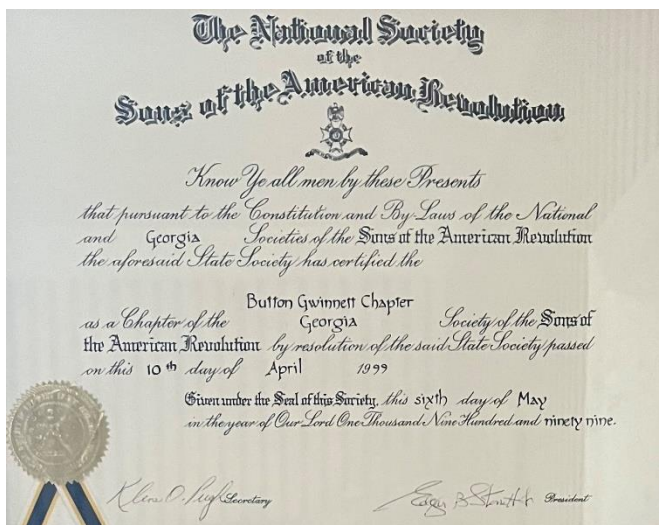 The National Society
of the
Sons of the American Revolution
Know Ye all men by these Presents
that pursuant to the Constitution and By-Laws of the National
and Georgia Societies of the Sons of the American Revolution
the aforesaid State Society has certified the
Button Gwinnett Chapter
as a Chapter of the Georgia Society of the Sons of
the American Revolution by resolution of the said State Society passed
on this 10th day of April 1999
Given under the Seal of this Society, this sixth day of May
in the year of Our Lord One Thousand Nine Hundred and ninety nine.
Secretary
President